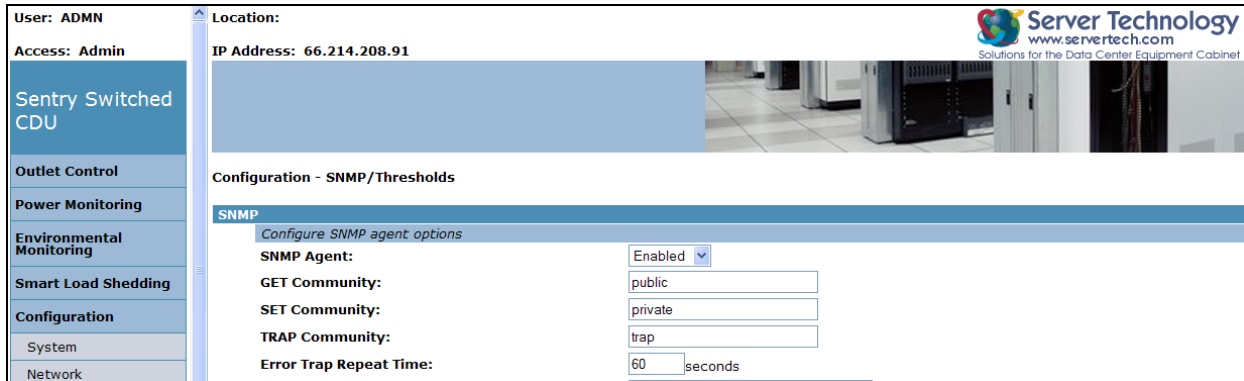 User: ADMN
Access: Admin
Location:
IP Address: 66.214.208.91
Server Technology
www.servertech.com
Solutions for the Data Center Equipment Cabinet
Sentry Switched
CDU
Outlet Control
Power Monitoring
Environmental
Monitoring
Smart Load Shedding
Configuration
System
Network
Configuration - SNMP/Thresholds
SNMP
Configure SNMP agent options
SNMP Agent: Enabled
GET Community: public
SET Community: private
TRAP Community: trap
Error Trap Repeat Time: 60 seconds